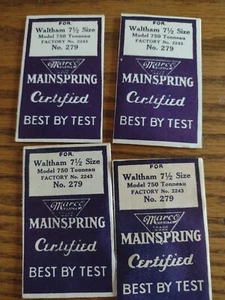 FOR
Waltham 7½ Size
Model 750 Tonneau
FACTORY No. 2243
No. 279
Marco
MAINSPRING
Certified
BEST BY TEST
FOR
Waltham 7½ Size
Model 750 Tonneau
FACTORY No. 2243
No. 279
Marco
MAINSPRING
Certified
BEST BY TEST
FOR
Waltham 7½ Size
Model 750 Tonneau
FACTORY No. 2243
No. 279
Marco
MAINSPRING
Certified
BEST BY TEST
FOR
Waltham 7½ Size
Model 750 Tonneau
FACTORY No. 2243
No. 279
Marco
MAINSPRING
Certified
BEST BY TEST